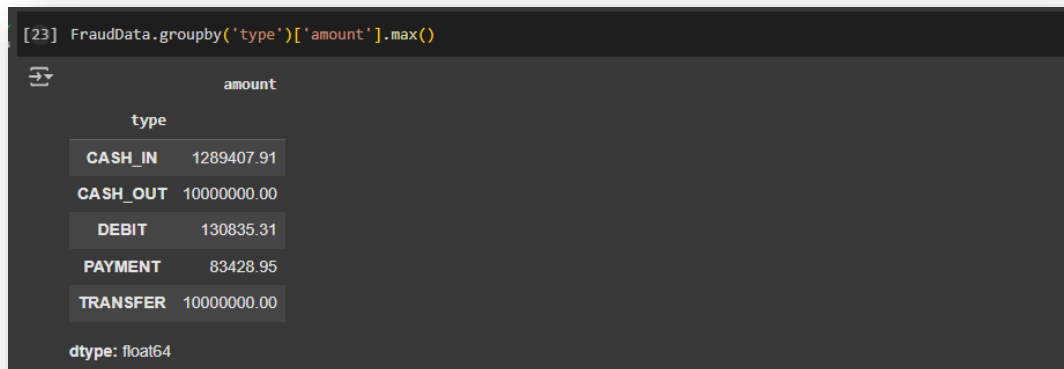 [23] FraudData.groupby('type')['amount'].max()
amount
type
CASH_IN 1289407.91
CASH_OUT 10000000.00
DEBIT 130835.31
PAYMENT 83428.95
TRANSFER 10000000.00
dtype: float64